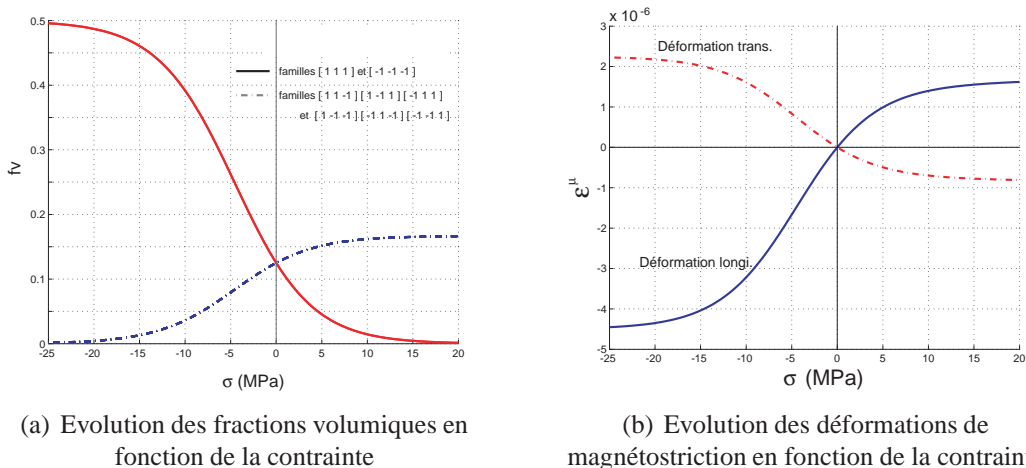 0.5
0.4
0.3
0.2
0.1
0
-25 -20 -15 -10 -5 0 5 10 15 20
fv
σ (MPa)
familles [ 1 1 1 ] et [ -1 -1 -1 ]
familles [ 1 1 -1 ] [ 1 -1 1 ] [ -1 1 1 ]
et [ 1 -1 -1 ] [ -1 1 -1 ] [ -1 -1 1 ]
(a) Evolution des fractions volumiques en
fonction de la contrainte
x 10⁻⁶
3
2
1
0
-1
-2
-3
-4
-5
-25 -20 -15 -10 -5 0 5 10 15 20
ε^μ
σ (MPa)
Déformation trans.
Déformation longi.
(b) Evolution des déformations de
magnétostriction en fonction de la contrain